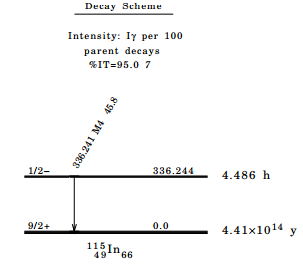 Decay Scheme
Intensity: Iγ per 100
parent decays
%IT=95.0 7
336.241 M4 45.8
1/2− 336.244 4.486 h
9/2+ 0.0 4.41×10¹⁴ y
¹¹⁵₄₉In₆₆